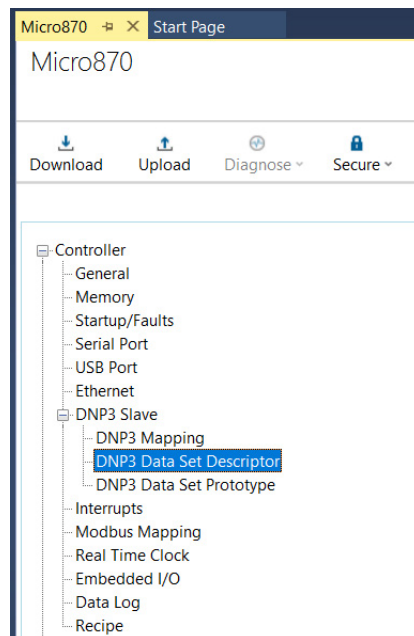 Micro870 Start Page
Micro870
Download Upload Diagnose Secure
Controller
General
Memory
Startup/Faults
Serial Port
USB Port
Ethernet
DNP3 Slave
DNP3 Mapping
DNP3 Data Set Descriptor
DNP3 Data Set Prototype
Interrupts
Modbus Mapping
Real Time Clock
Embedded I/O
Data Log
Recipe